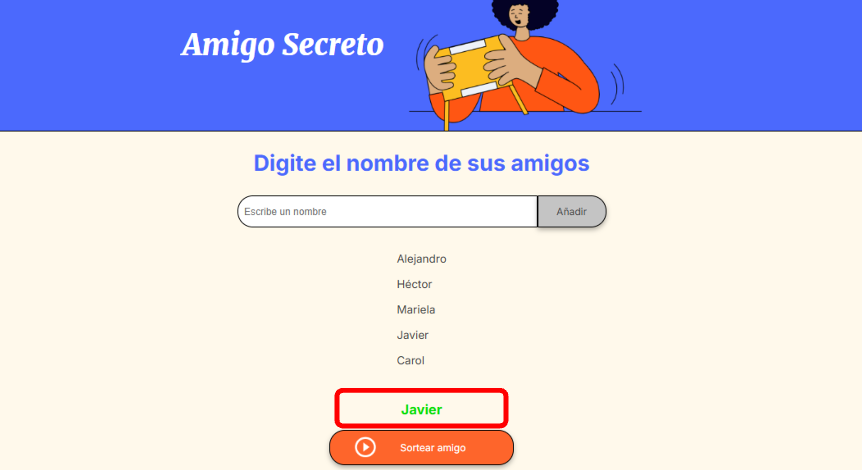 Amigo Secreto
Digite el nombre de sus amigos
Escribe un nombre
Añadir
Alejandro
Héctor
Mariela
Javier
Carol
Javier
Sortear amigo